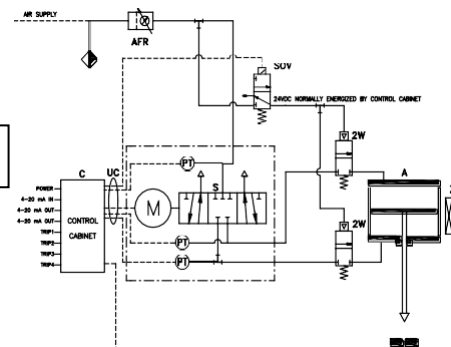 AIR SUPPLY
AFR
SOV
24VDC NORMALLY ENERGIZED BY CONTROL CABINET
2W
PT
C
UC
S
A
POWER
4-20 mA IN
4-20 mA OUT
4-20 mA OUT
TRIP1
TRIP2
TRIP3
TRIP4
CONTROL
CABINET
M
PT
PT
2W